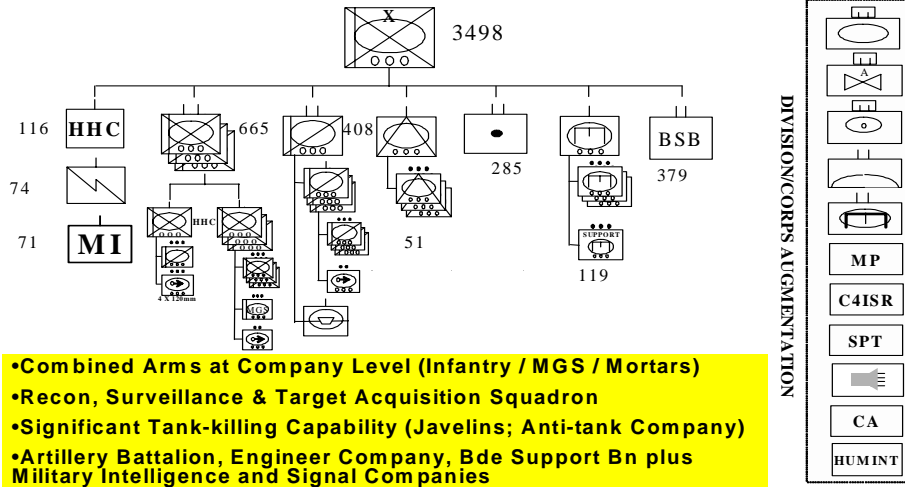 X
3498
116
HHC
665
408
285
BSB
379
74
71
MI
HHC
51
SUPPORT
119
4 X 120mm
MGS
•Combined Arms at Company Level (Infantry / MGS / Mortars)
•Recon, Surveillance & Target Acquisition Squadron
•Significant Tank-killing Capability (Javelins; Anti-tank Company)
•Artillery Battalion, Engineer Company, Bde Support Bn plus
Military Intelligence and Signal Companies
DIVISION/CORPS AUGMENTATION
A
MP
C4ISR
SPT
CA
HUMINT